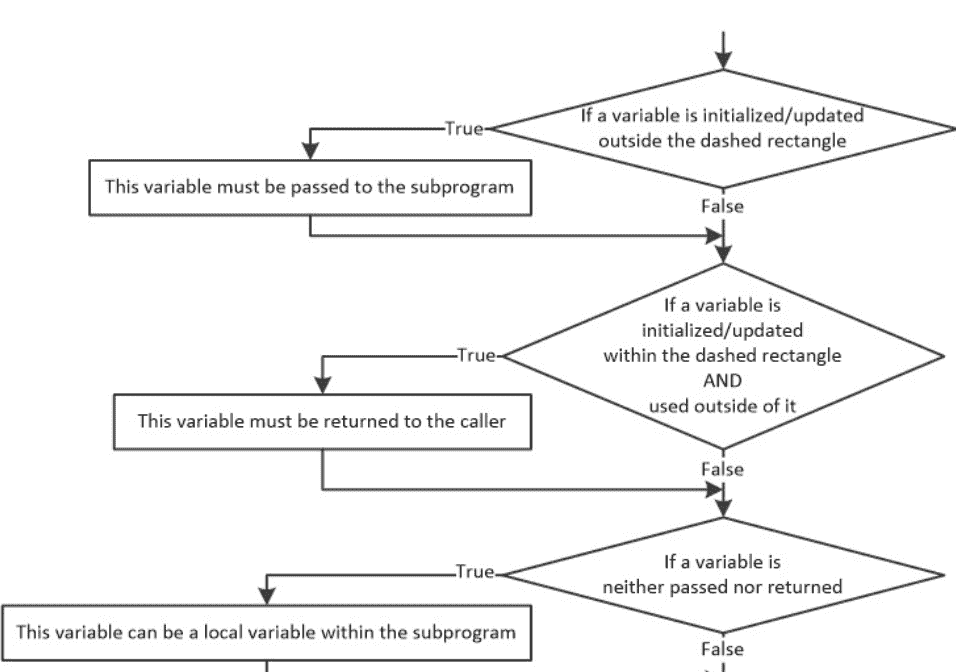 If a variable is initialized/updated
outside the dashed rectangle
True
This variable must be passed to the subprogram
False
If a variable is
initialized/updated
within the dashed rectangle
AND
used outside of it
True
This variable must be returned to the caller
False
If a variable is
neither passed nor returned
True
This variable can be a local variable within the subprogram
False